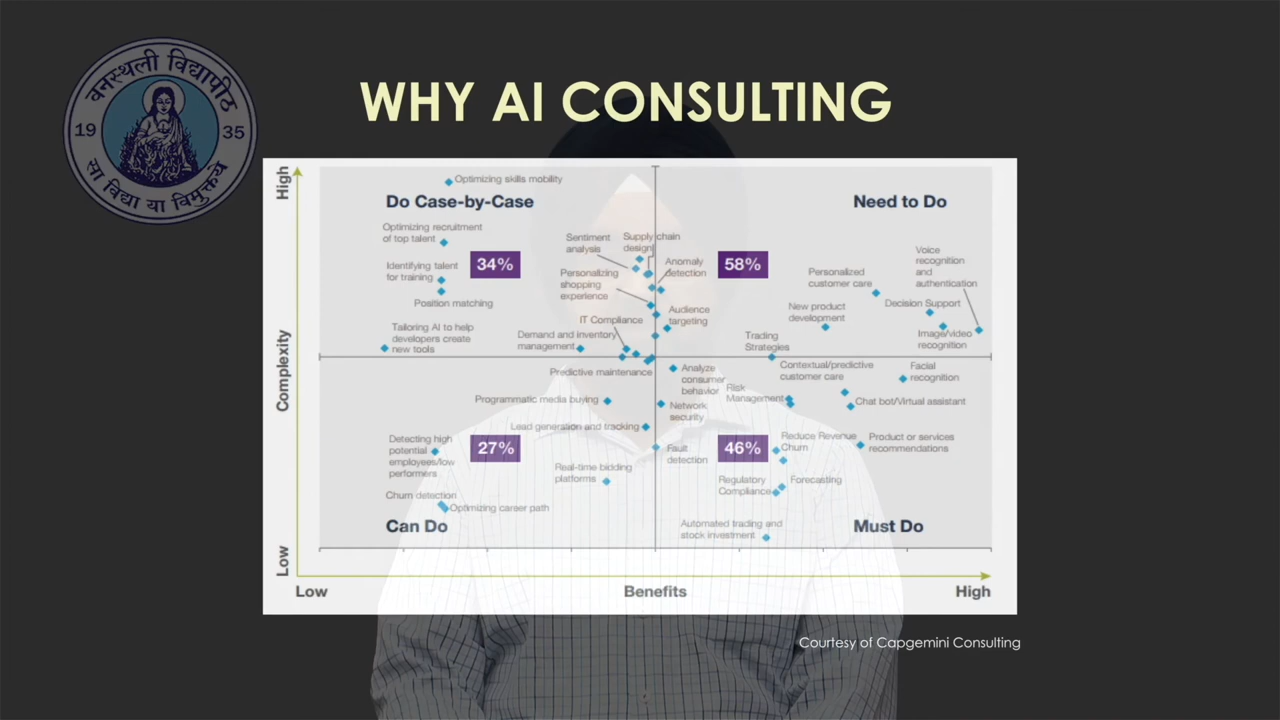 वनस्थली विद्यापीठ
19 35
सा विद्या या विमुक्तये
WHY AI CONSULTING
High
Complexity
Low
Optimizing skills mobility
Do Case-by-Case
Optimizing recruitment
of top talent
34%
Identifying talent
for training
Position matching
Tailoring AI to help
developers create
new tools
Sentiment
analysis
Supply chain
design
Personalizing
shopping
experience
Anomaly
detection
IT Compliance
Demand and inventory
management
Audience
targeting
Need to Do
58%
Voice
recognition
and
authentication
Personalized
customer care
New product
development
Decision Support
Image/video
recognition
Trading
Strategies
Predictive maintenance
Programmatic media buying
Lead generation and tracking
Detecting high
potential
employees/low
performers
27%
Real-time bidding
platforms
Churn detection
Optimizing career path
Can Do
Analyze
consumer
behavior
Network
security
Fault
detection
Contextual/predictive
customer care
Facial
recognition
Risk
Management
Chat bot/Virtual assistant
46%
Reduce Revenue
Churn
Product or services
recommendations
Regulatory
Compliance
Forecasting
Automated trading and
stock investment
Must Do
Low
Benefits
High
Courtesy of Capgemini Consulting